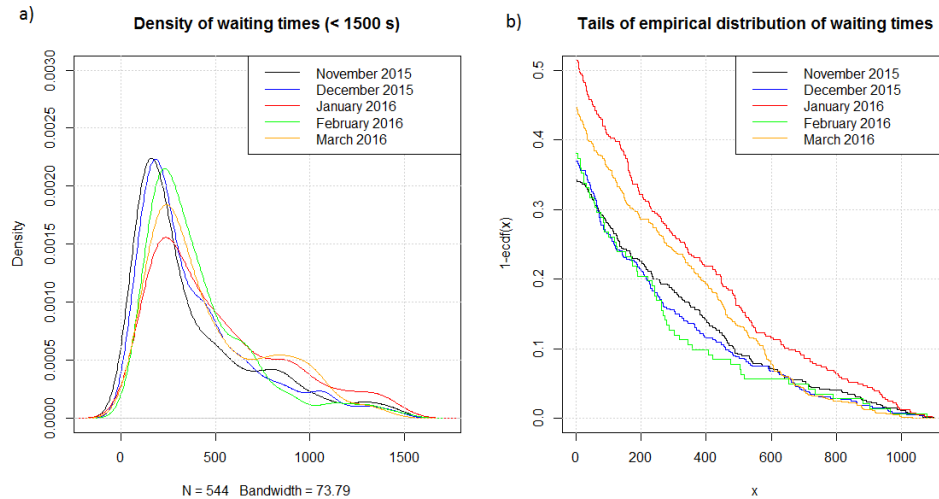 a)
Density of waiting times (< 1500 s)
Density
0.0000 0.0005 0.0010 0.0015 0.0020 0.0025 0.0030
November 2015
December 2015
January 2016
February 2016
March 2016
0 500 1000 1500
N = 544 Bandwidth = 73.79
b)
Tails of empirical distribution of waiting times
1-ecdf(x)
0.0 0.1 0.2 0.3 0.4 0.5
November 2015
December 2015
January 2016
February 2016
March 2016
0 200 400 600 800 1000
x